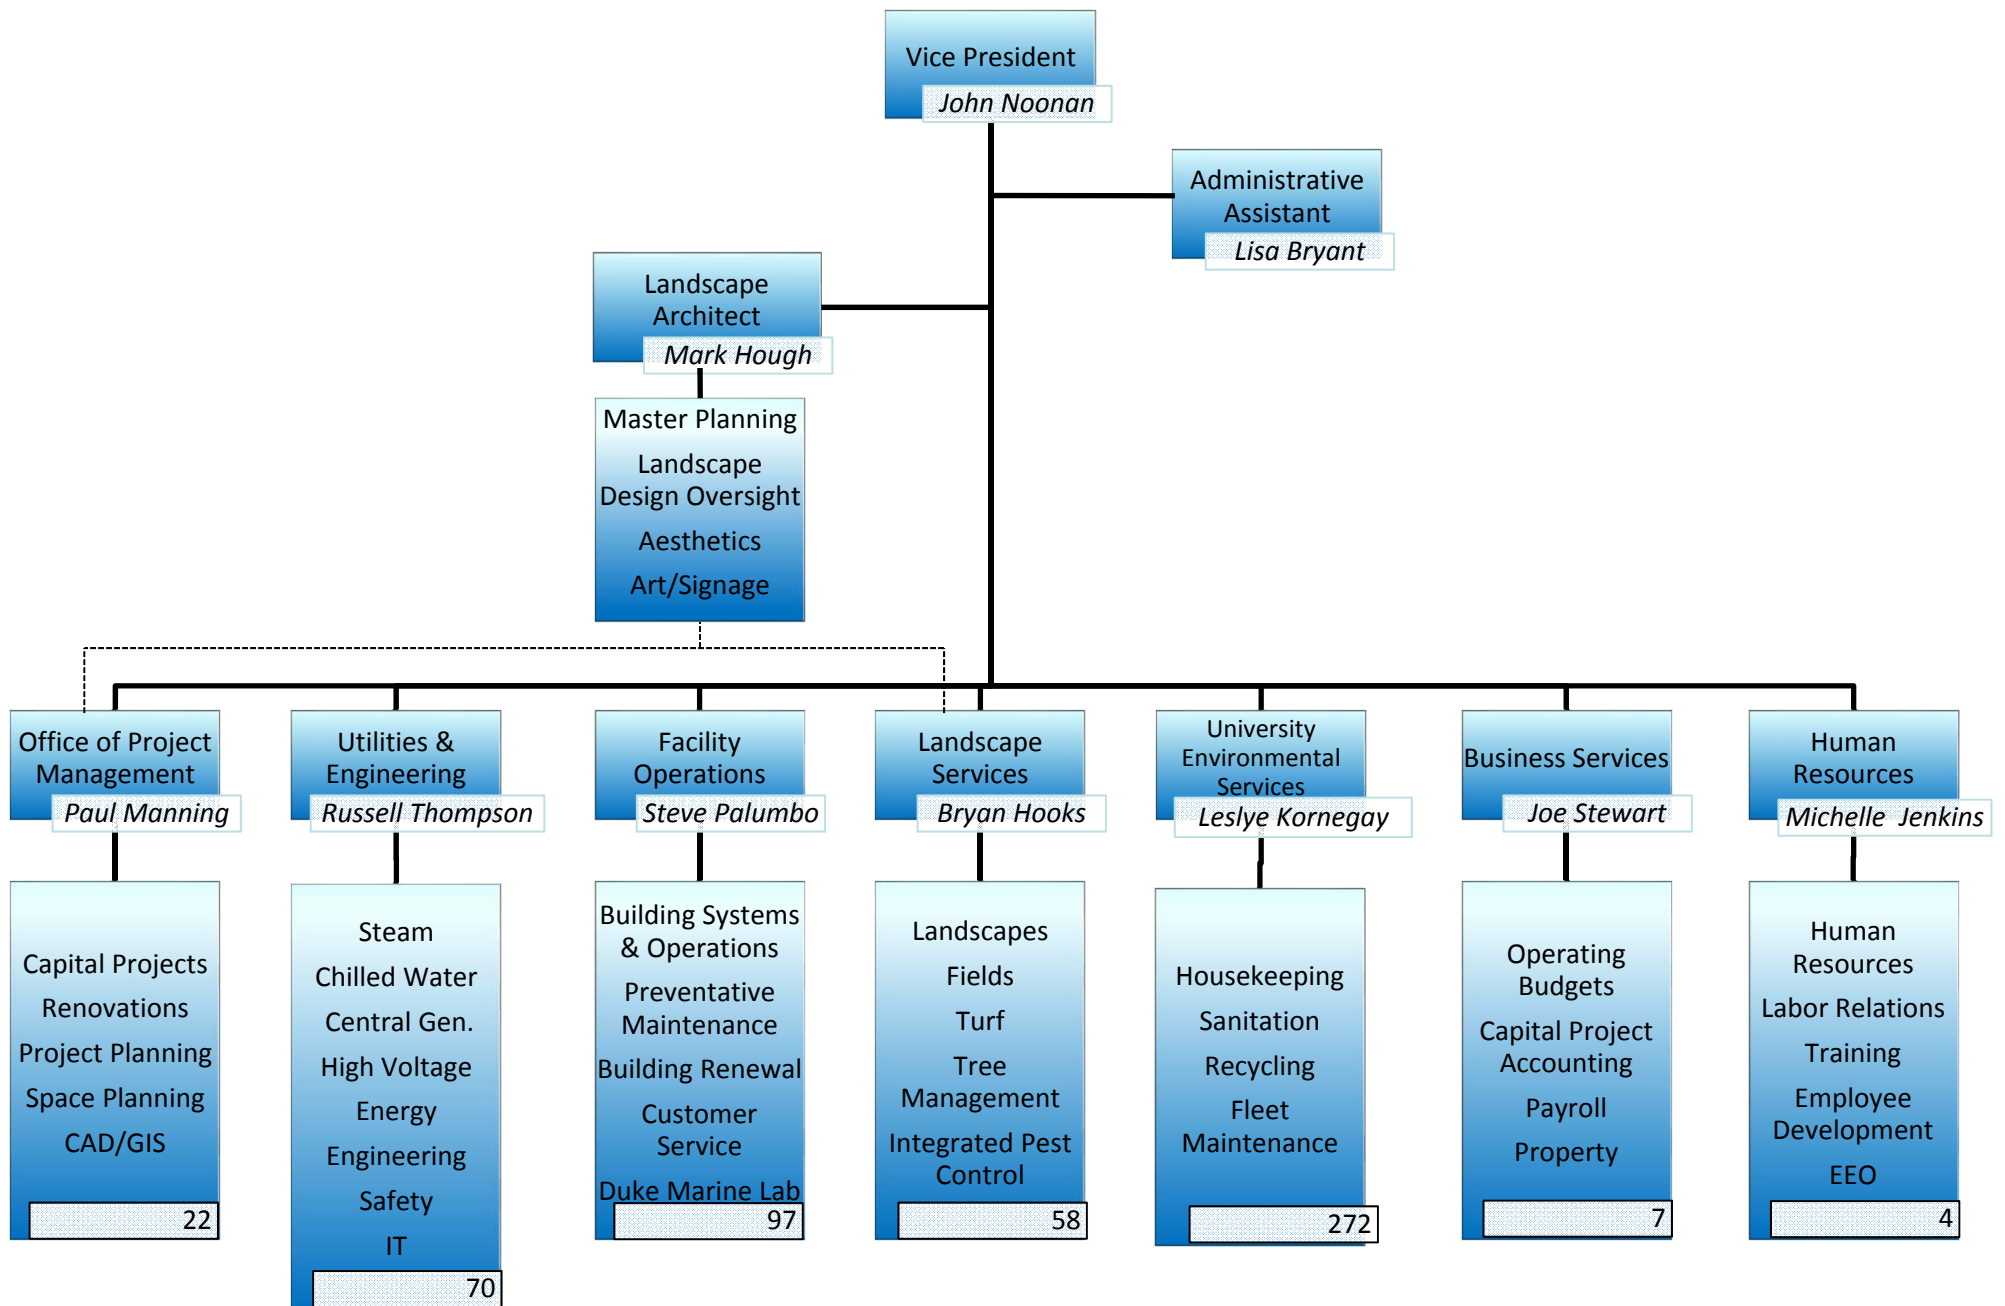 Vice President
John Noonan
Administrative
Assistant
Lisa Bryant
Landscape
Architect
Mark Hough
Master Planning
Landscape
Design Oversight
Aesthetics
Art/Signage
Office of Project
Management
Paul Manning
Utilities &
Engineering
Russell Thompson
Facility
Operations
Steve Palumbo
Landscape
Services
Bryan Hooks
University
Environmental
Services
Leslye Kornegay
Business Services
Joe Stewart
Human
Resources
Michelle  Jenkins
Capital Projects
Renovations
Project Planning
Space Planning
CAD/GIS
22
Steam
Chilled Water
Central Gen.
High Voltage
Energy
Engineering
Safety
IT
70
Building Systems
& Operations
Preventative
Maintenance
Building Renewal
Customer
Service
Duke Marine Lab
97
Landscapes
Fields
Turf
Tree
Management
Integrated Pest
Control
58
Housekeeping
Sanitation
Recycling
Fleet
Maintenance
272
Operating
Budgets
Capital Project
Accounting
Payroll
Property
7
Human
Resources
Labor Relations
Training
Employee
Development
EEO
4